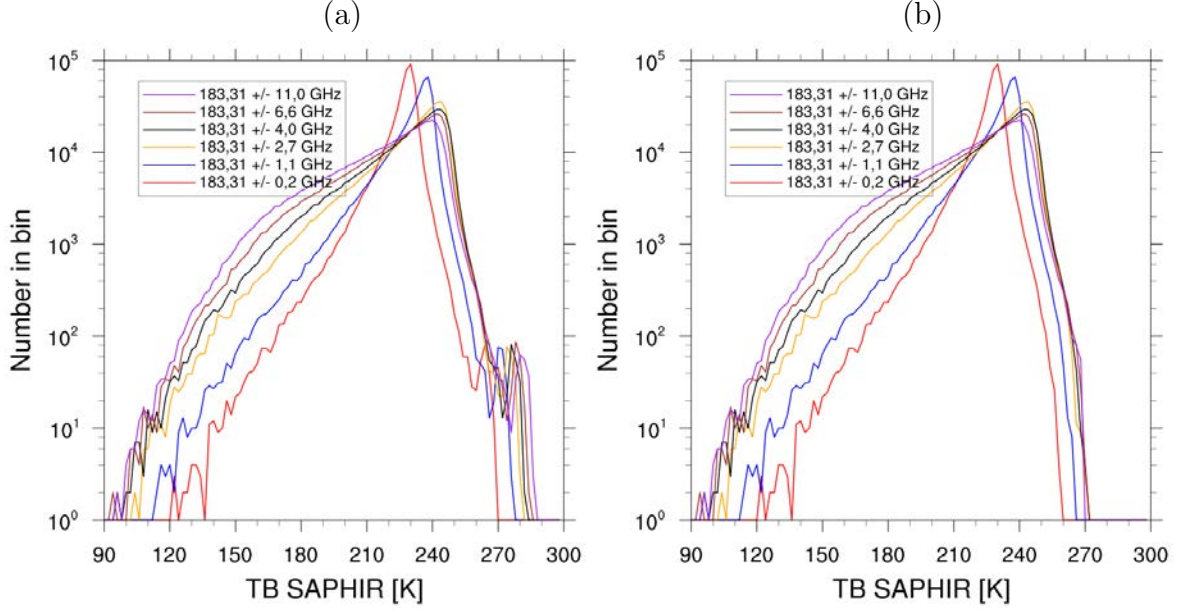 (a)
10^5
10^4
10^3
10^2
10^1
10^0
Number in bin
183,31 +/- 11,0 GHz
183,31 +/- 6,6 GHz
183,31 +/- 4,0 GHz
183,31 +/- 2,7 GHz
183,31 +/- 1,1 GHz
183,31 +/- 0,2 GHz
90 120 150 180 210 240 270 300
TB SAPHIR [K]
(b)
10^5
10^4
10^3
10^2
10^1
10^0
Number in bin
183,31 +/- 11,0 GHz
183,31 +/- 6,6 GHz
183,31 +/- 4,0 GHz
183,31 +/- 2,7 GHz
183,31 +/- 1,1 GHz
183,31 +/- 0,2 GHz
90 120 150 180 210 240 270 300
TB SAPHIR [K]